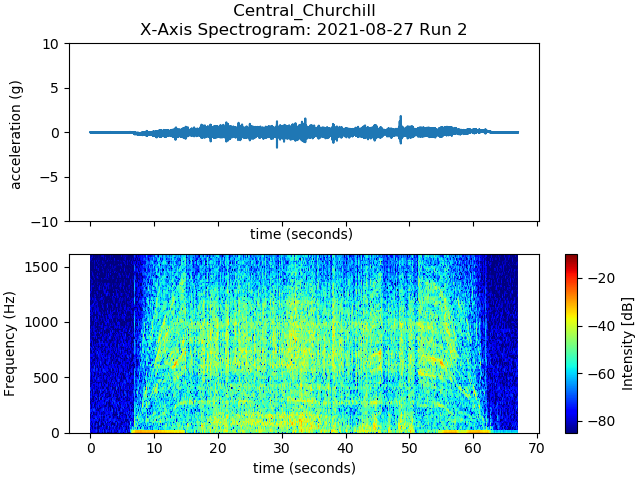 Central_Churchill
X-Axis Spectrogram: 2021-08-27 Run 2
10
5
0
−5
−10
acceleration (g)
time (seconds)
1500
1000
500
0
Frequency (Hz)
0 10 20 30 40 50 60 70
time (seconds)
−20
−40
−60
−80
Intensity [dB]